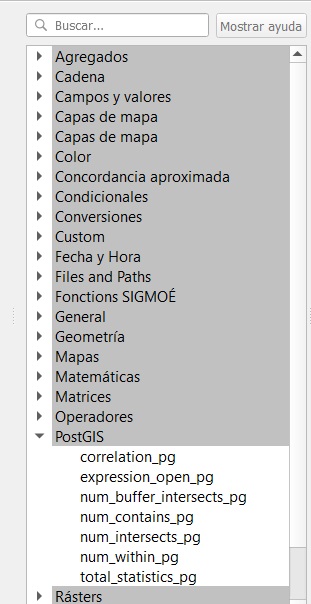 Buscar...
Mostrar ayuda
Agregados
Cadena
Campos y valores
Capas de mapa
Capas de mapa
Color
Concordancia aproximada
Condicionales
Conversiones
Custom
Fecha y Hora
Files and Paths
Fonctions SIGMOÉ
General
Geometría
Mapas
Matemáticas
Matrices
Operadores
PostGIS
correlation_pg
expression_open_pg
num_buffer_intersects_pg
num_contains_pg
num_intersects_pg
num_within_pg
total_statistics_pg
Rásters